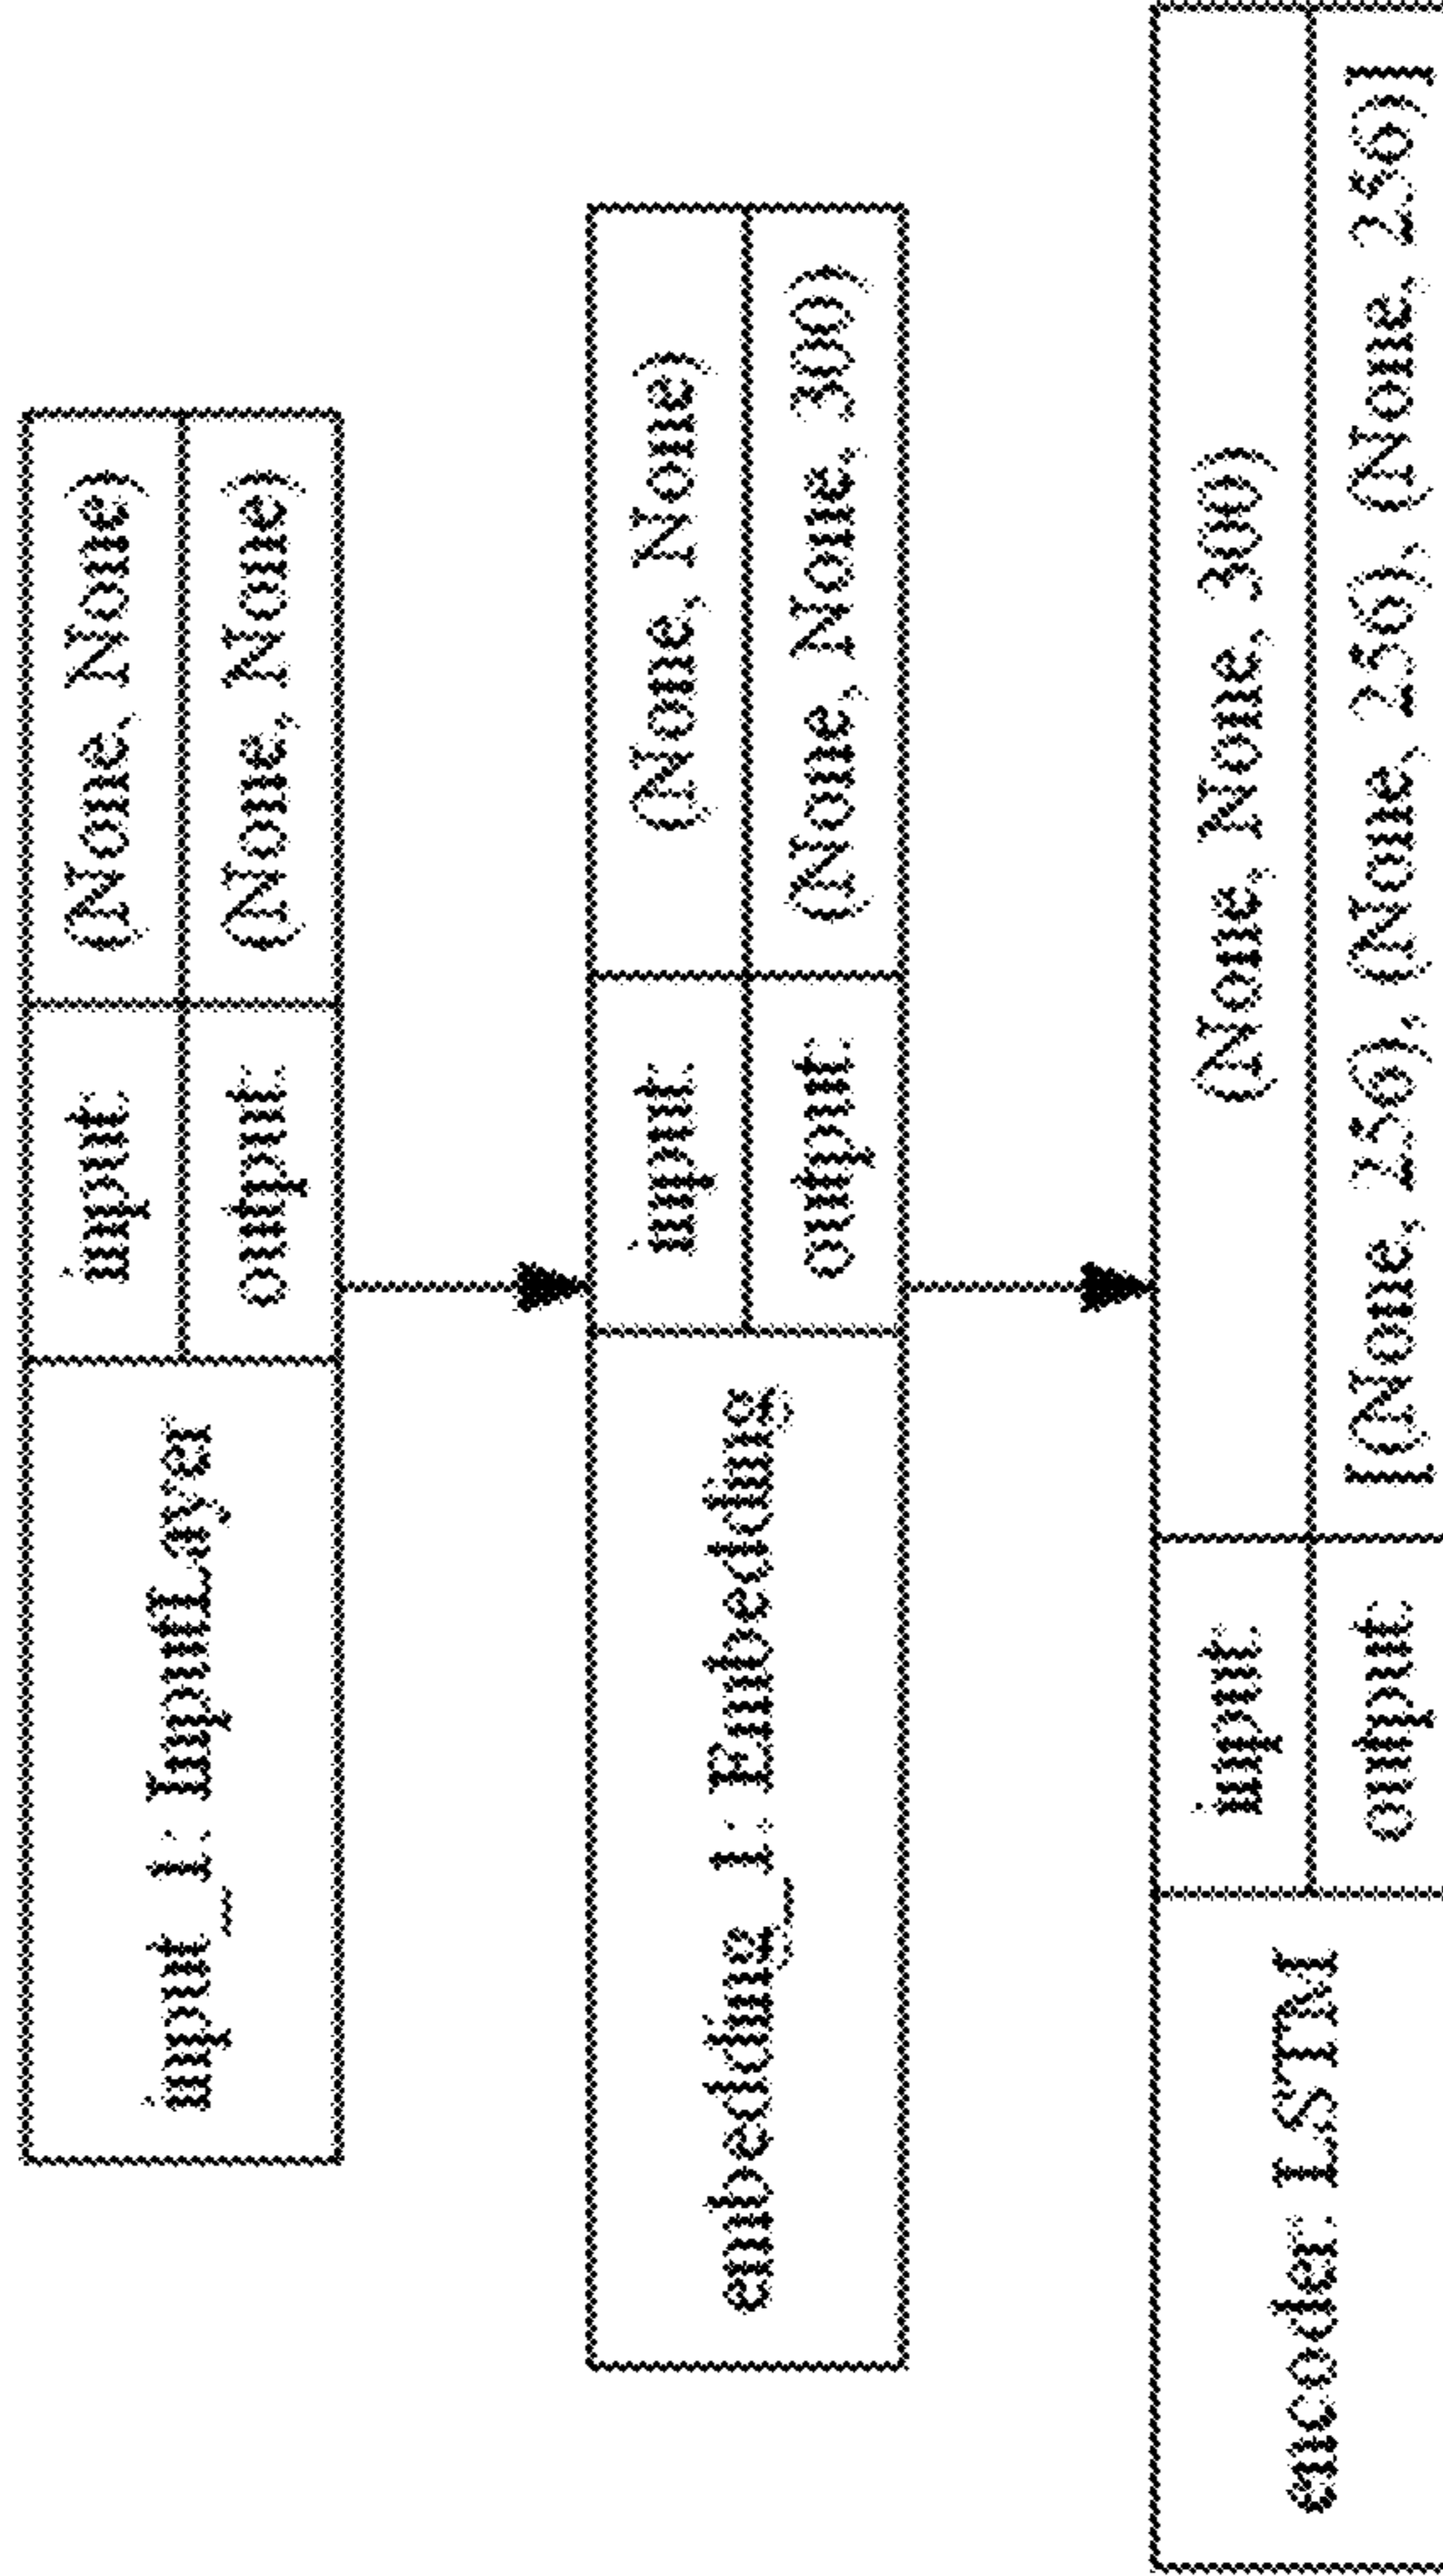 input_1: InputLayer
input:
(None, None)
output:
(None, None)
embedding_1: Embedding
input:
(None, None)
output:
(None, None, 300)
encoder: LSTM
input:
(None, None, 300)
output:
[(None, 256), (None, 256), (None, 256)]